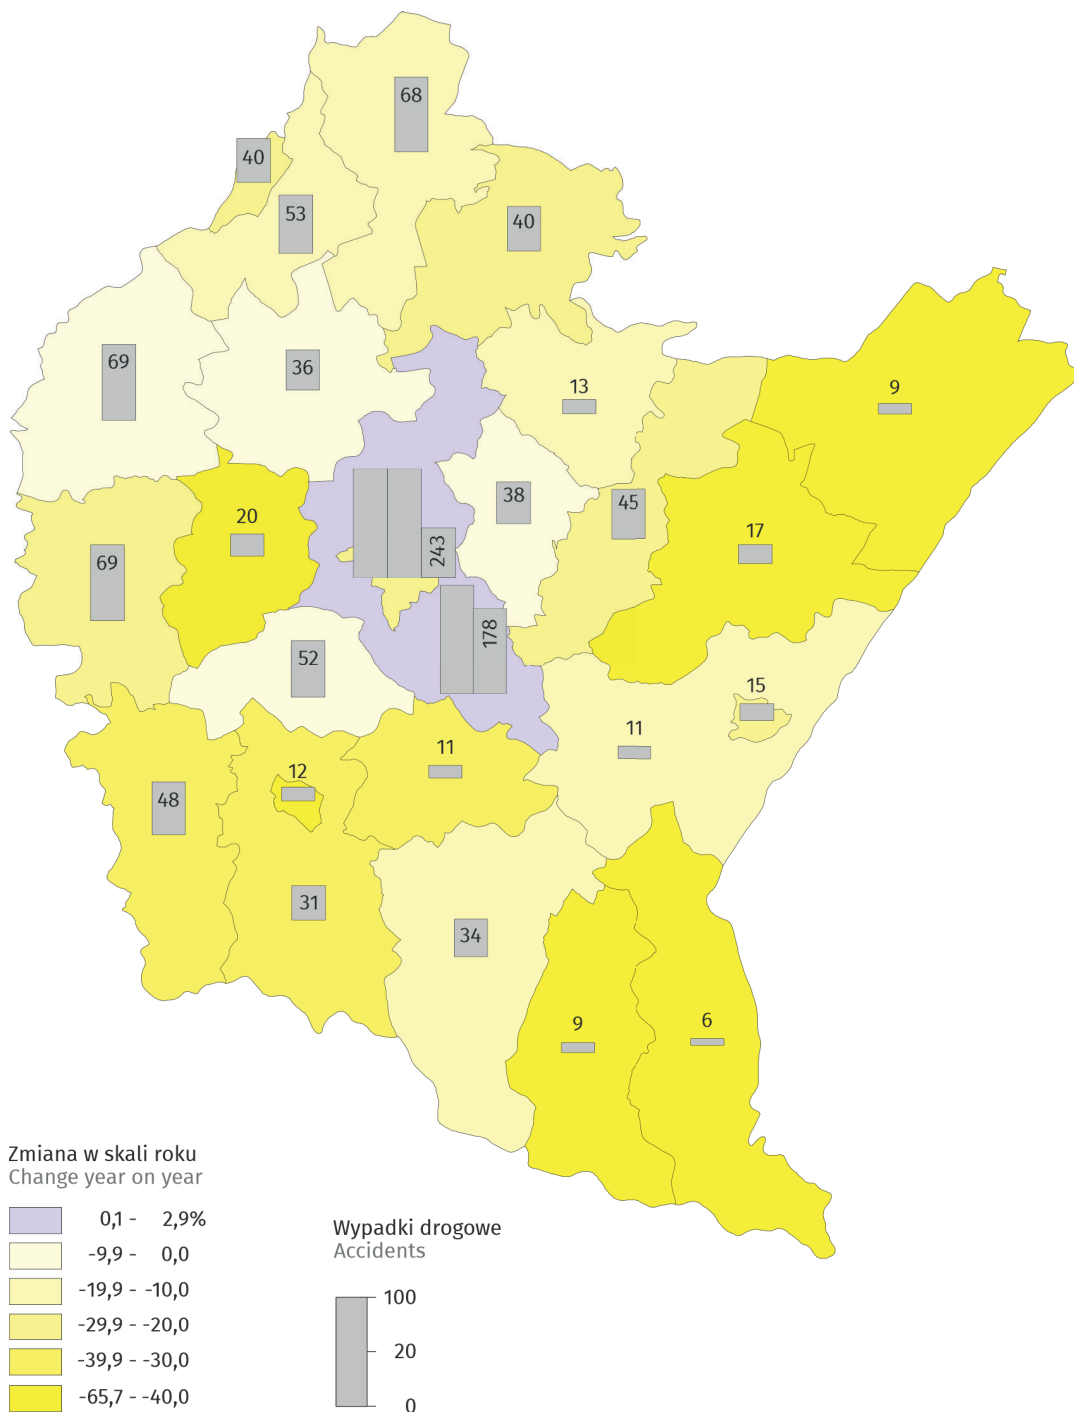 68
40
53
40
69
36
13
9
38
45
20
17
243
69
178
52
15
11
11
12
48
31
34
9
6
Zmiana w skali roku
Change year on year
0,1 - 2,9%
-9,9 - 0,0
-19,9 - -10,0
-29,9 - -20,0
-39,9 - -30,0
-65,7 - -40,0
Wypadki drogowe
Accidents
100
20
0